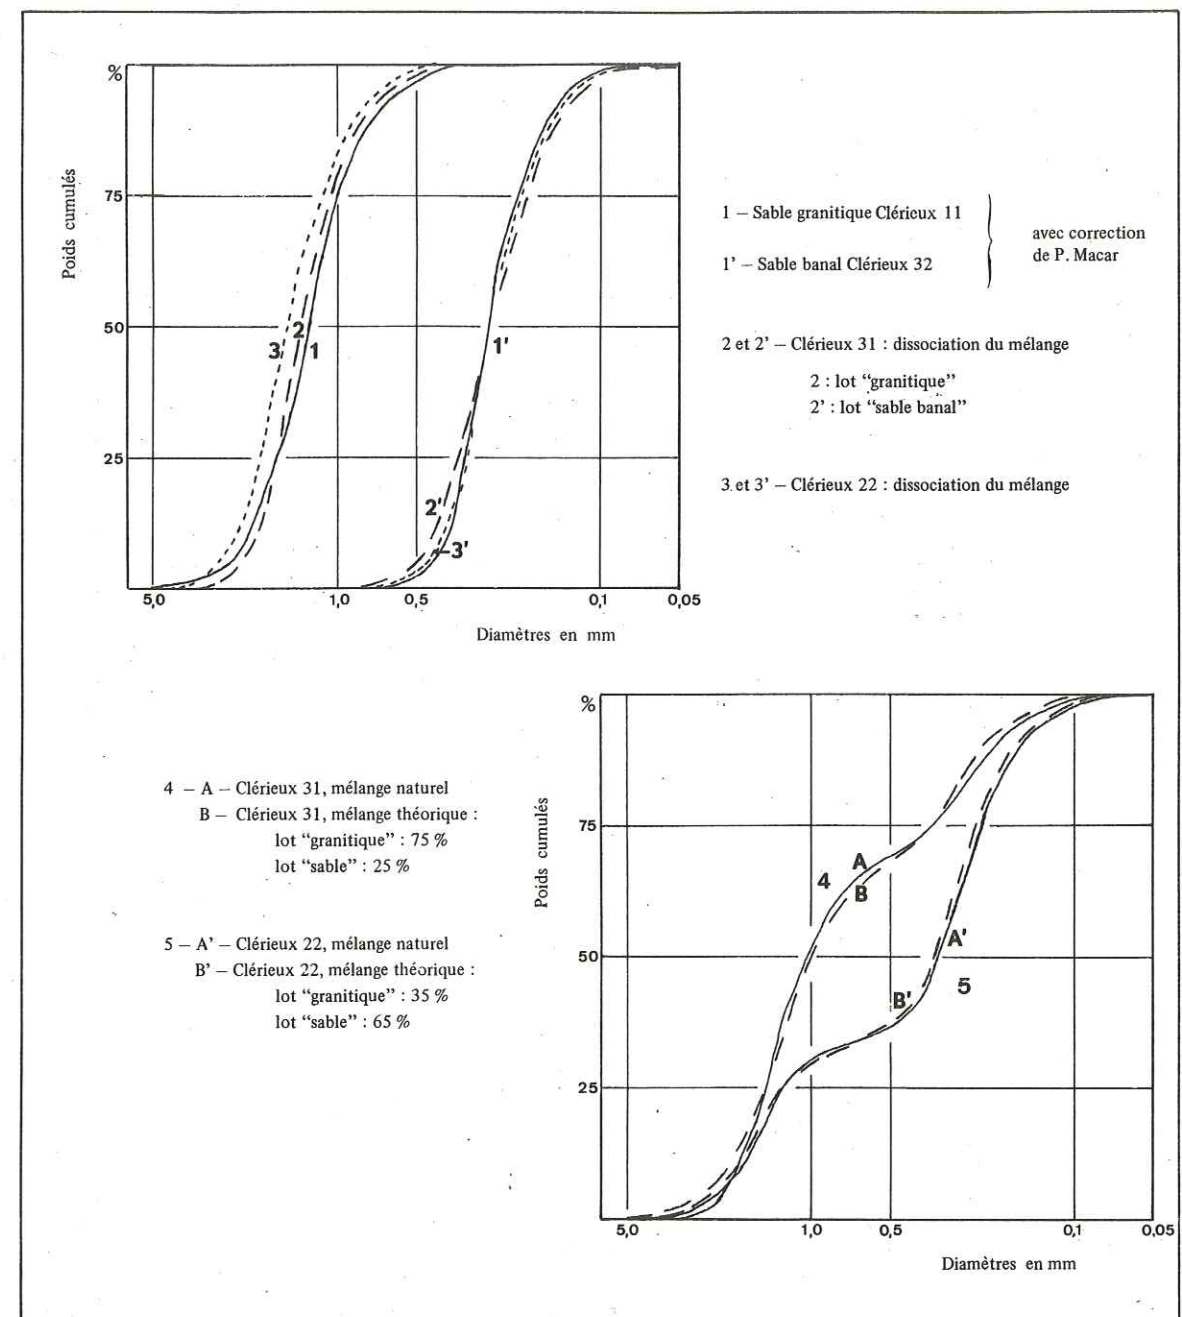 %
Poids cumulés
75
50
25
3
2
1
1'
2'
3'
5,0 1,0 0,5 0,1 0,05
Diamètres en mm
1 – Sable granitique Clérieux 11
1’ – Sable banal Clérieux 32
avec correction
de P. Macar
2 et 2’ – Clérieux 31 : dissociation du mélange
2 : lot “granitique”
2’ : lot “sable banal”
3 et 3’ – Clérieux 22 : dissociation du mélange
4 – A – Clérieux 31, mélange naturel
B – Clérieux 31, mélange théorique :
lot “granitique” : 75 %
lot “sable” : 25 %
5 – A’ – Clérieux 22, mélange naturel
B’ – Clérieux 22, mélange théorique :
lot “granitique” : 35 %
lot “sable” : 65 %
%
Poids cumulés
75
50
25
4
A
B
A'
B'
5
5,0 1,0 0,5 0,1 0,05
Diamètres en mm